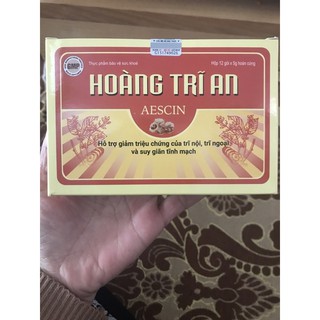 Thực phẩm bảo vệ sức khỏe
Hộp 12 gói x 5g hoàn cứng
GMP
HOÀNG TRĨ AN
AESCIN
Hỗ trợ giảm triệu chứng của trĩ nội, trĩ ngoại
và suy giãn tĩnh mạch